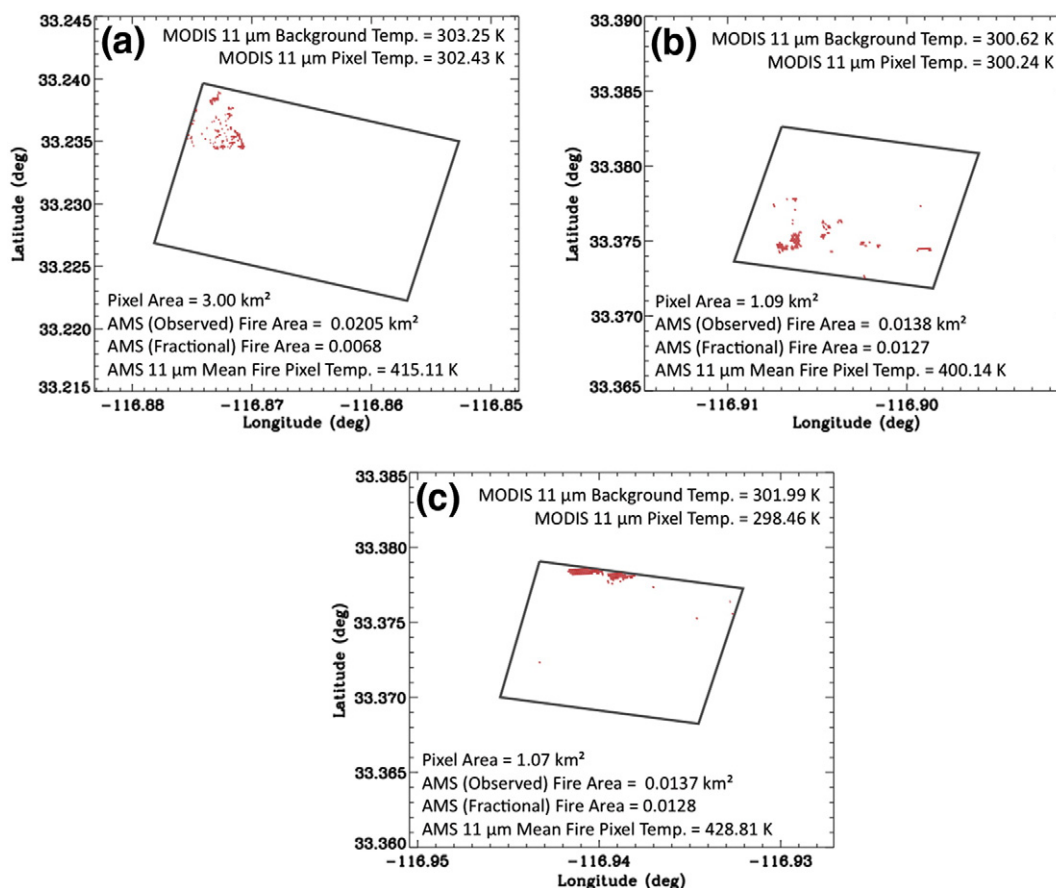 (a)
MODIS 11 μm Background Temp. = 303.25 K
MODIS 11 μm Pixel Temp. = 302.43 K
33.245
33.240
33.235
33.230
33.225
33.220
33.215
Latitude (deg)
Pixel Area = 3.00 km²
AMS (Observed) Fire Area = 0.0205 km²
AMS (Fractional) Fire Area = 0.0068
AMS 11 μm Mean Fire Pixel Temp. = 415.11 K
-116.88 -116.87 -116.86 -116.85
Longitude (deg)
(b)
MODIS 11 μm Background Temp. = 300.62 K
MODIS 11 μm Pixel Temp. = 300.24 K
33.390
33.385
33.380
33.375
33.370
33.365
Latitude (deg)
Pixel Area = 1.09 km²
AMS (Observed) Fire Area = 0.0138 km²
AMS (Fractional) Fire Area = 0.0127
AMS 11 μm Mean Fire Pixel Temp. = 400.14 K
-116.91 -116.90
Longitude (deg)
(c)
MODIS 11 μm Background Temp. = 301.99 K
MODIS 11 μm Pixel Temp. = 298.46 K
33.385
33.380
33.375
33.370
33.365
33.360
Latitude (deg)
Pixel Area = 1.07 km²
AMS (Observed) Fire Area = 0.0137 km²
AMS (Fractional) Fire Area = 0.0128
AMS 11 μm Mean Fire Pixel Temp. = 428.81 K
-116.95 -116.94 -116.93
Longitude (deg)